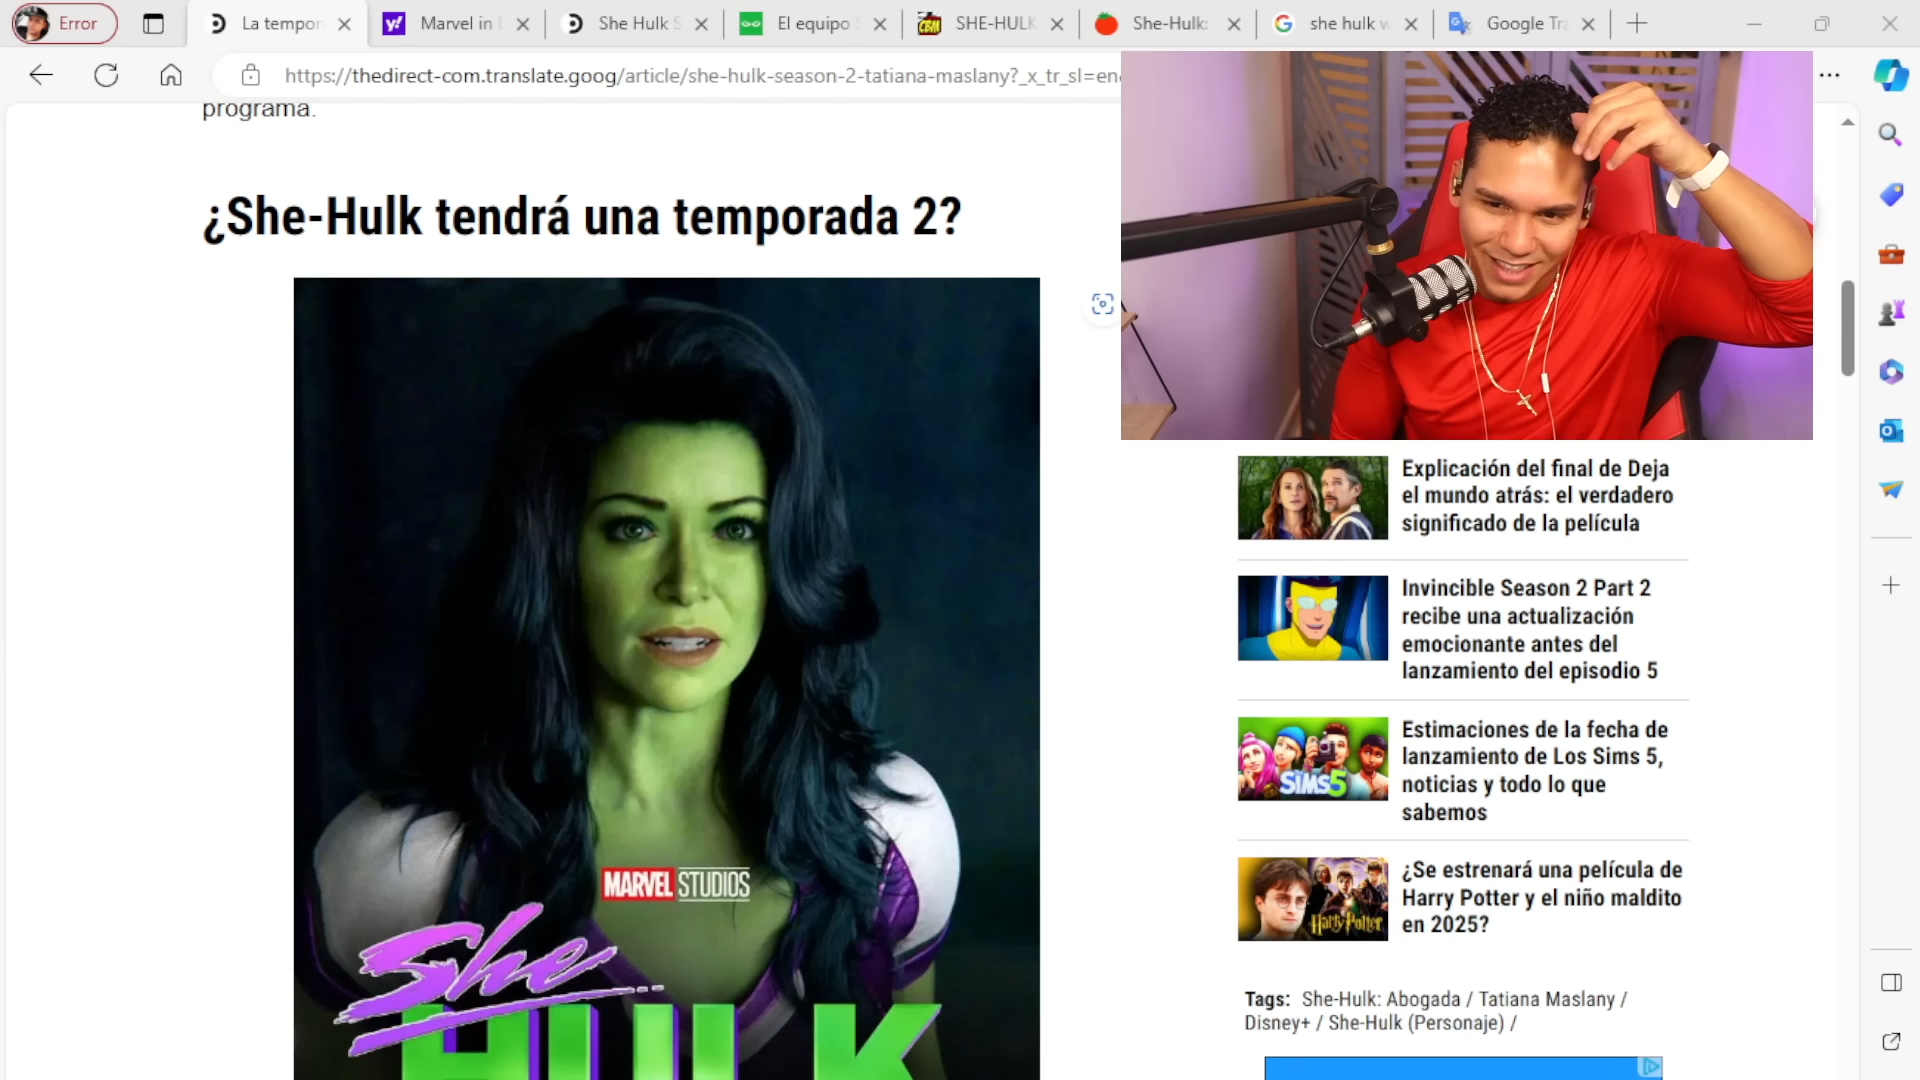 Error
La tempor
Marvel in
She Hulk S
El equipo
SHE-HULK
She-Hulk:
she hulk w
Google Tra
https://thedirect-com.translate.goog/article/she-hulk-season-2-tatiana-maslany?_x_tr_sl=en
programa.
¿She-Hulk tendrá una temporada 2?
MARVEL STUDIOS
She
HULK
Explicación del final de Deja
el mundo atrás: el verdadero
significado de la película
Invincible Season 2 Part 2
recibe una actualización
emocionante antes del
lanzamiento del episodio 5
SIMS5
Estimaciones de la fecha de
lanzamiento de Los Sims 5,
noticias y todo lo que
sabemos
Harry Potter
¿Se estrenará una película de
Harry Potter y el niño maldito
en 2025?
Tags: She-Hulk: Abogada / Tatiana Maslany /
Disney+ / She-Hulk (Personaje) /